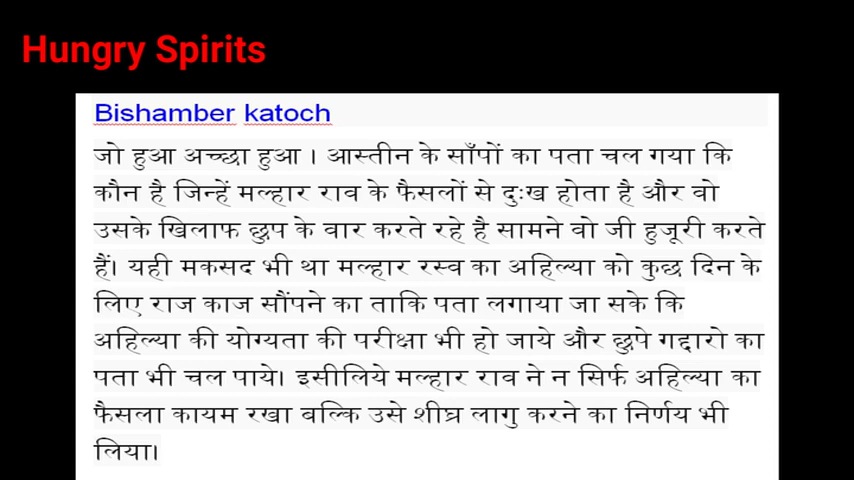 Hungry Spirits
Bishamber katoch
जो हुआ अच्छा हुआ । आस्तीन के साँपों का पता चल गया कि
कौन है जिन्हें मल्हार राव के फैसलों से दुःख होता है और वो
उसके खिलाफ छुप के वार करते रहे है सामने वो जी हुजूरी करते
हैं। यही मकसद भी था मल्हार रस्व का अहिल्या को कुछ दिन के
लिए राज काज सौंपने का ताकि पता लगाया जा सके कि
अहिल्या की योग्यता की परीक्षा भी हो जाये और छुपे गद्दारो का
पता भी चल पाये। इसीलिये मल्हार राव ने न सिर्फ अहिल्या का
फैसला कायम रखा बल्कि उसे शीघ्र लागु करने का निर्णय भी
लिया।